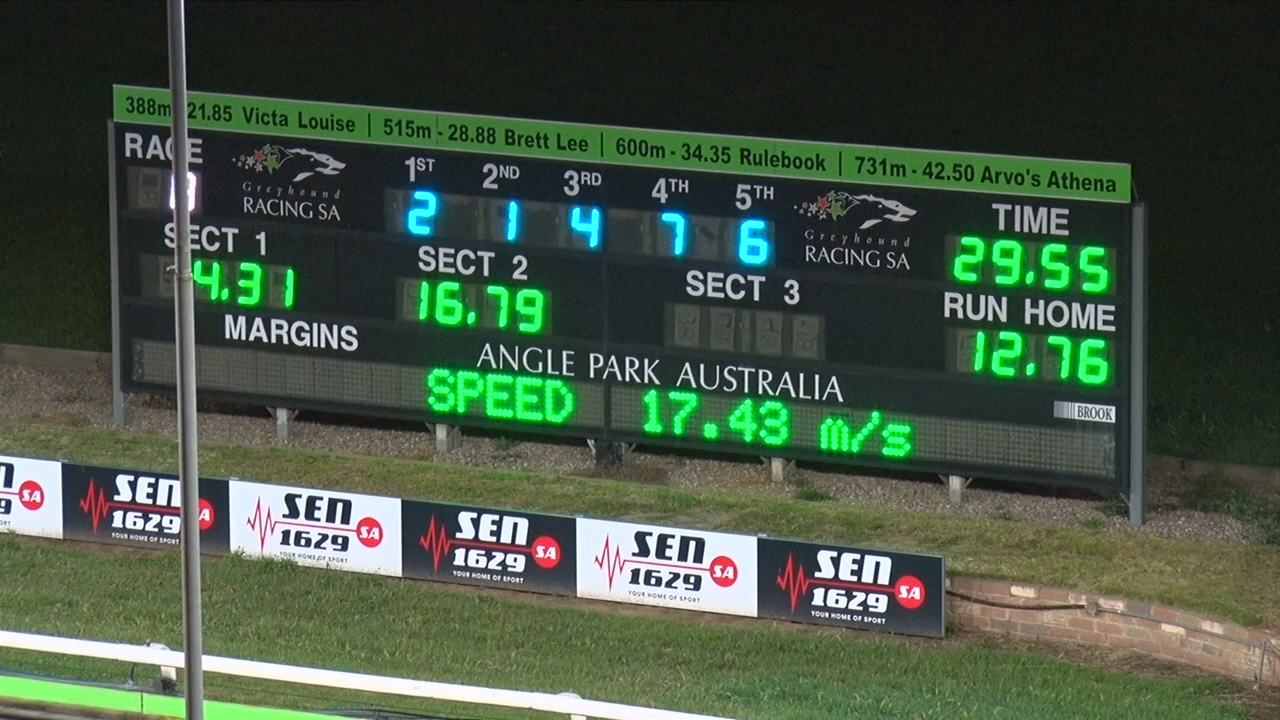 388m 21.85 Victa Louise | 515m - 28.88 Brett Lee | 600m - 34.35 Rulebook | 731m - 42.50 Arvo's Athena
RACE
Greyhound
RACING SA
1ST 2ND 3RD 4TH 5TH
2 1 4 7 6
Greyhound
RACING SA
TIME
29.55
SECT 1
4.31
SECT 2
16.79
SECT 3
RUN HOME
12.76
MARGINS
ANGLE PARK AUSTRALIA
SPEED 17.43 m/s
BROOK
9 SA
SEN
1629 SA
YOUR HOME OF SPORT
SEN
1629 SA
YOUR HOME OF SPORT
SEN
1629 SA
YOUR HOME OF SPORT
SEN
1629 SA
YOUR HOME OF SPORT
SEN
1629 SA
YOUR HOME OF SPORT